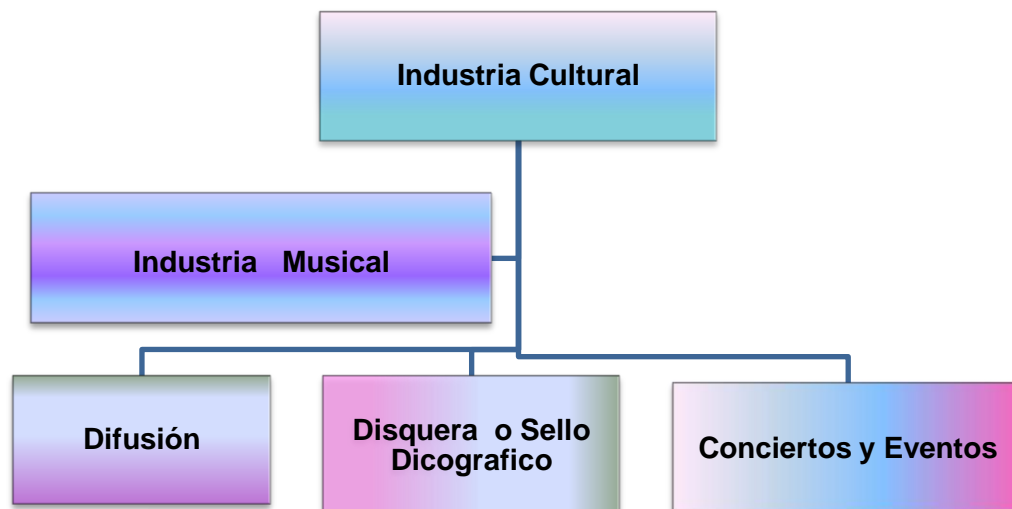 Industria Cultural
Industria Musical
Difusión
Disquera o Sello
Dicografico
Conciertos y Eventos